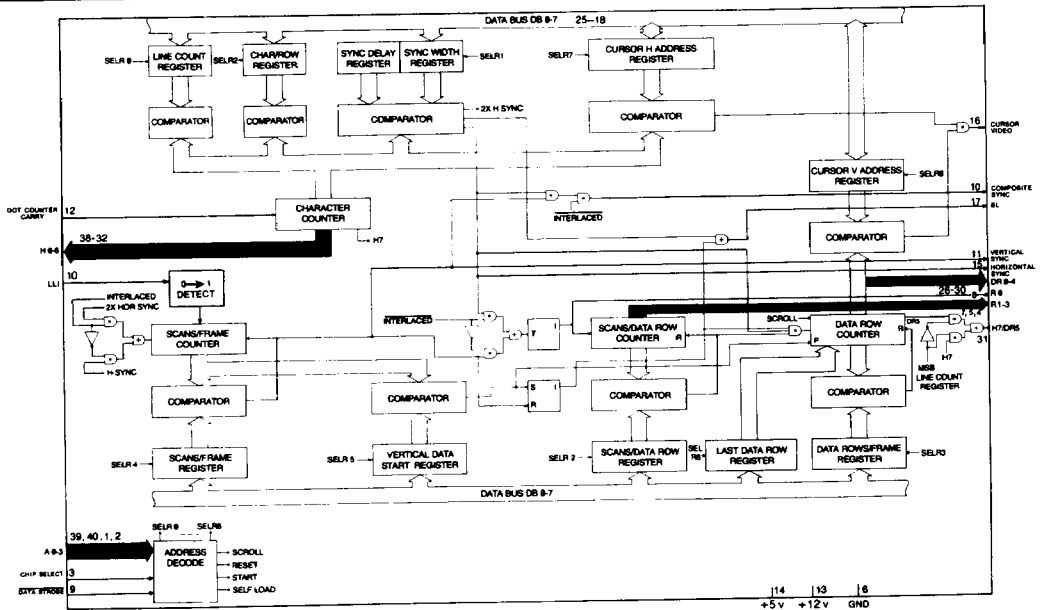 DATA BUS DB 0-7 25-18
SELR 0
LINE COUNT REGISTER
SELR2
CHAR/ROW REGISTER
SYNC DELAY REGISTER
SYNC WIDTH REGISTER
SELR1
SELR7
CURSOR H ADDRESS REGISTER
COMPARATOR
COMPARATOR
COMPARATOR
2X H SYNC
COMPARATOR
16
CURSOR VIDEO
CURSOR V ADDRESS REGISTER
SELR8
10
COMPOSITE SYNC
17
SL
DOT COUNTER CARRY
12
CHARACTER COUNTER
H7
INTERLACED
COMPARATOR
H 0-6
38-32
11
VERTICAL SYNC
15
HORIZONTAL SYNC
DR 0-4
26-30
R 0
R1-3
LLI
10
0 1
DETECT
INTERLACED
2X HOR SYNC
H-SYNC
SCANS/FRAME COUNTER
INTERLACED
T
SCANS/DATA ROW COUNTER
R
SCROLL
P
DATA ROW COUNTER
R
DR5
7, 5, 4
H7/DR5
31
H7
MSB LINE COUNT REGISTER
S
R
COMPARATOR
COMPARATOR
COMPARATOR
COMPARATOR
SELR 4
SCANS/FRAME REGISTER
SELR 5
VERTICAL DATA START REGISTER
SELR 2
SCANS/DATA ROW REGISTER
SEL R6
LAST DATA ROW REGISTER
DATA ROWS/FRAME REGISTER
SELR3
DATA BUS DB 0-7
A 0-3
39, 40, 1, 2
SELR 0
SELR8
ADDRESS DECODE
SCROLL
RESET
START
SELF LOAD
CHIP SELECT
3
DATA STROBE
9
14
+5 V
13
+12 V
6
GND